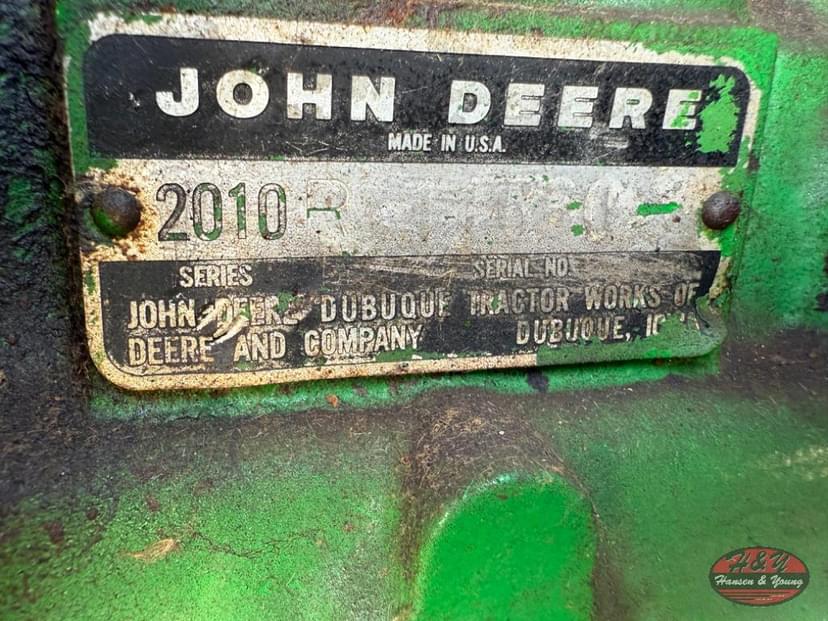 JOHN DEERE
MADE IN U.S.A.
2010
SERIES SERIAL NO.
JOHN DEERE DUBUQUE TRACTOR WORKS OF
DEERE AND COMPANY DUBUQUE, IOWA
H&Y
Hansen & Young